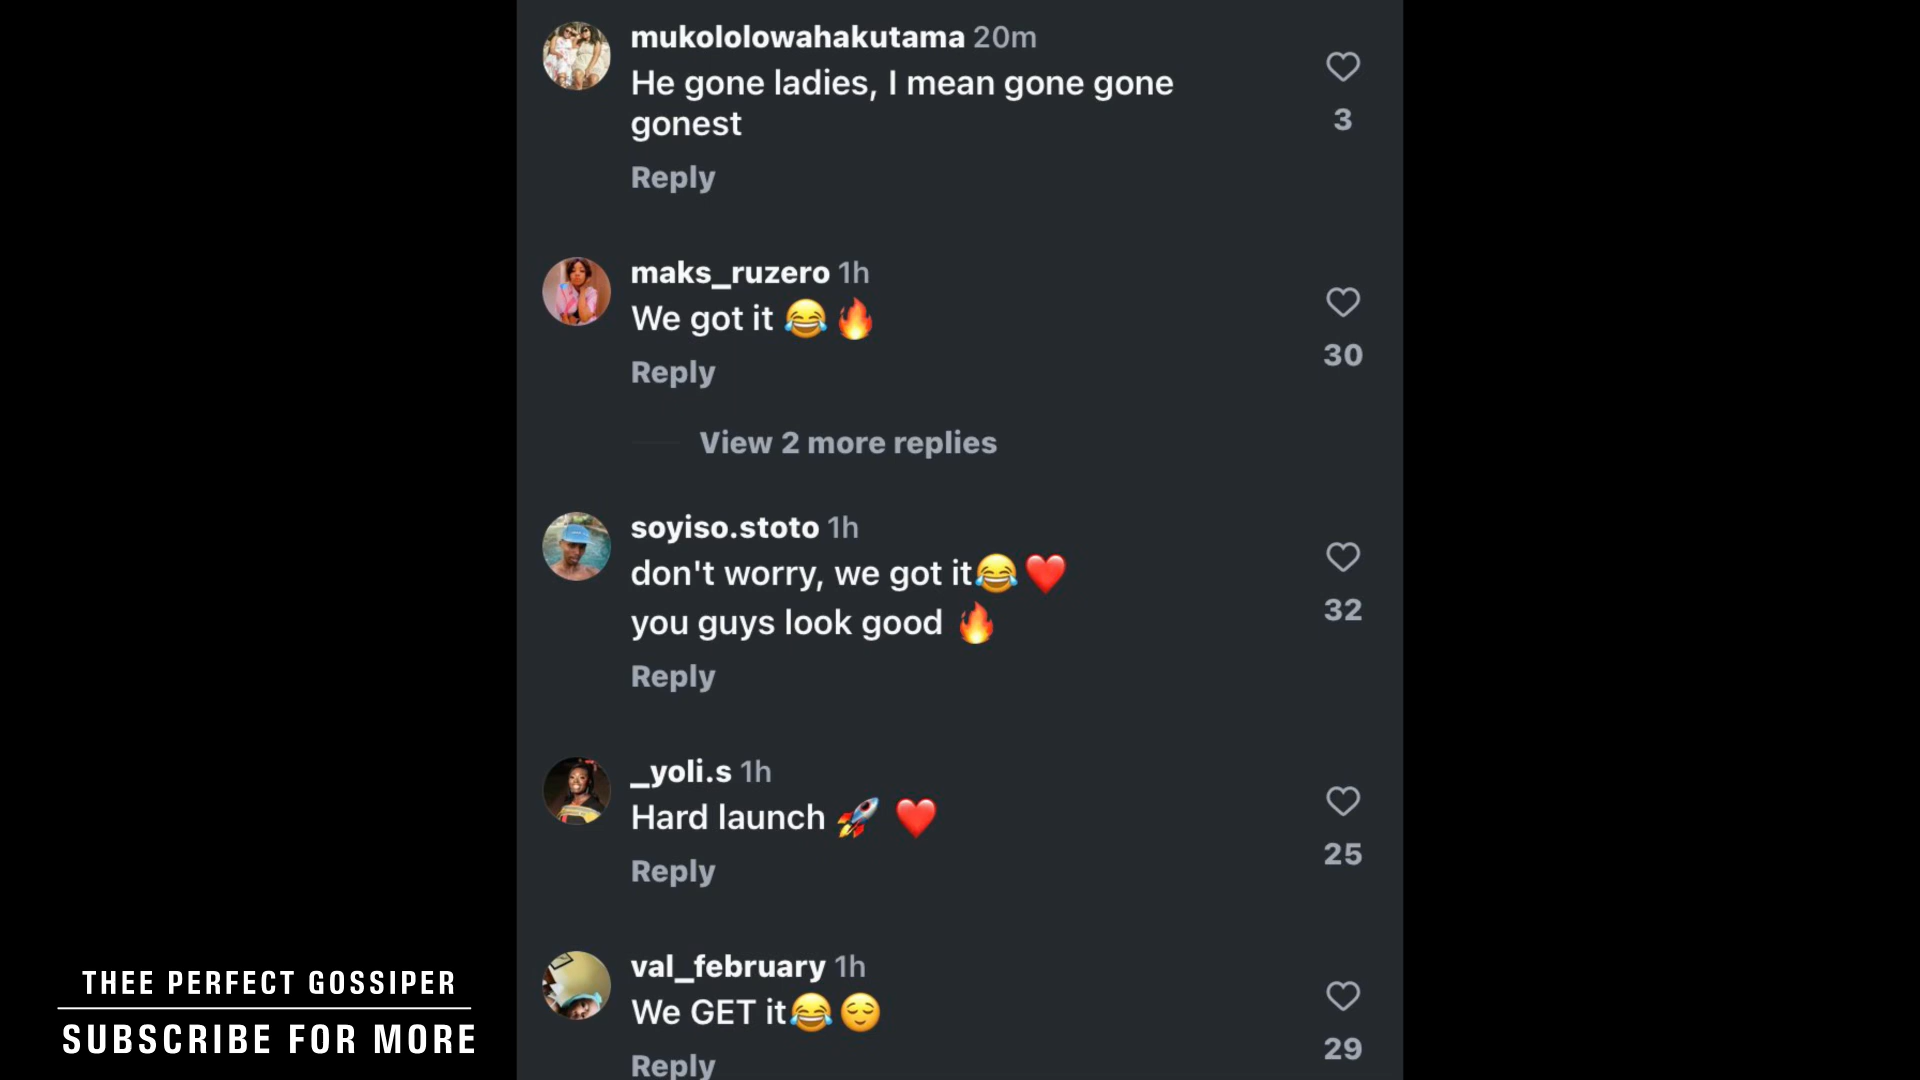 mukololowahakutama 20m
He gone ladies, I mean gone gone
gonest
3
Reply
maks_ruzero 1h
We got it 😂🔥
30
Reply
View 2 more replies
soyiso.stoto 1h
don't worry, we got it😂❤️
you guys look good 🔥
32
Reply
_yoli.s 1h
Hard launch 🚀 ❤️
25
Reply
val_february 1h
We GET it😂😌
29
Reply
THEE PERFECT GOSSIPER
SUBSCRIBE FOR MORE